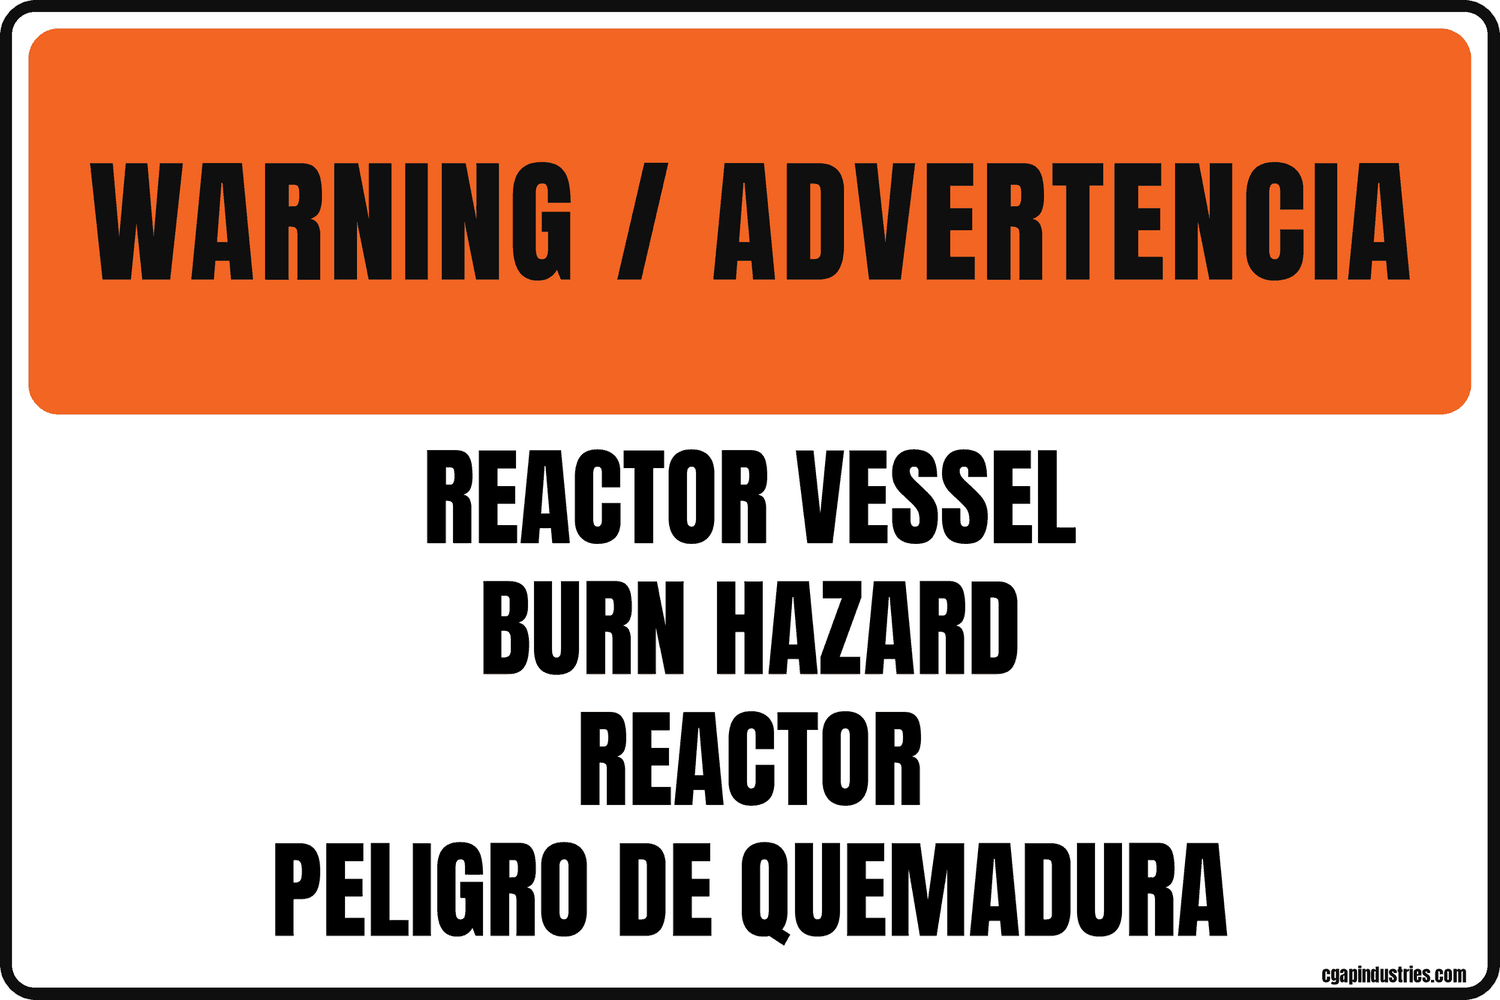 WARNING / ADVERTENCIA
REACTOR VESSEL
BURN HAZARD
REACTOR
PELIGRO DE QUEMADURA
cgapindustries.com